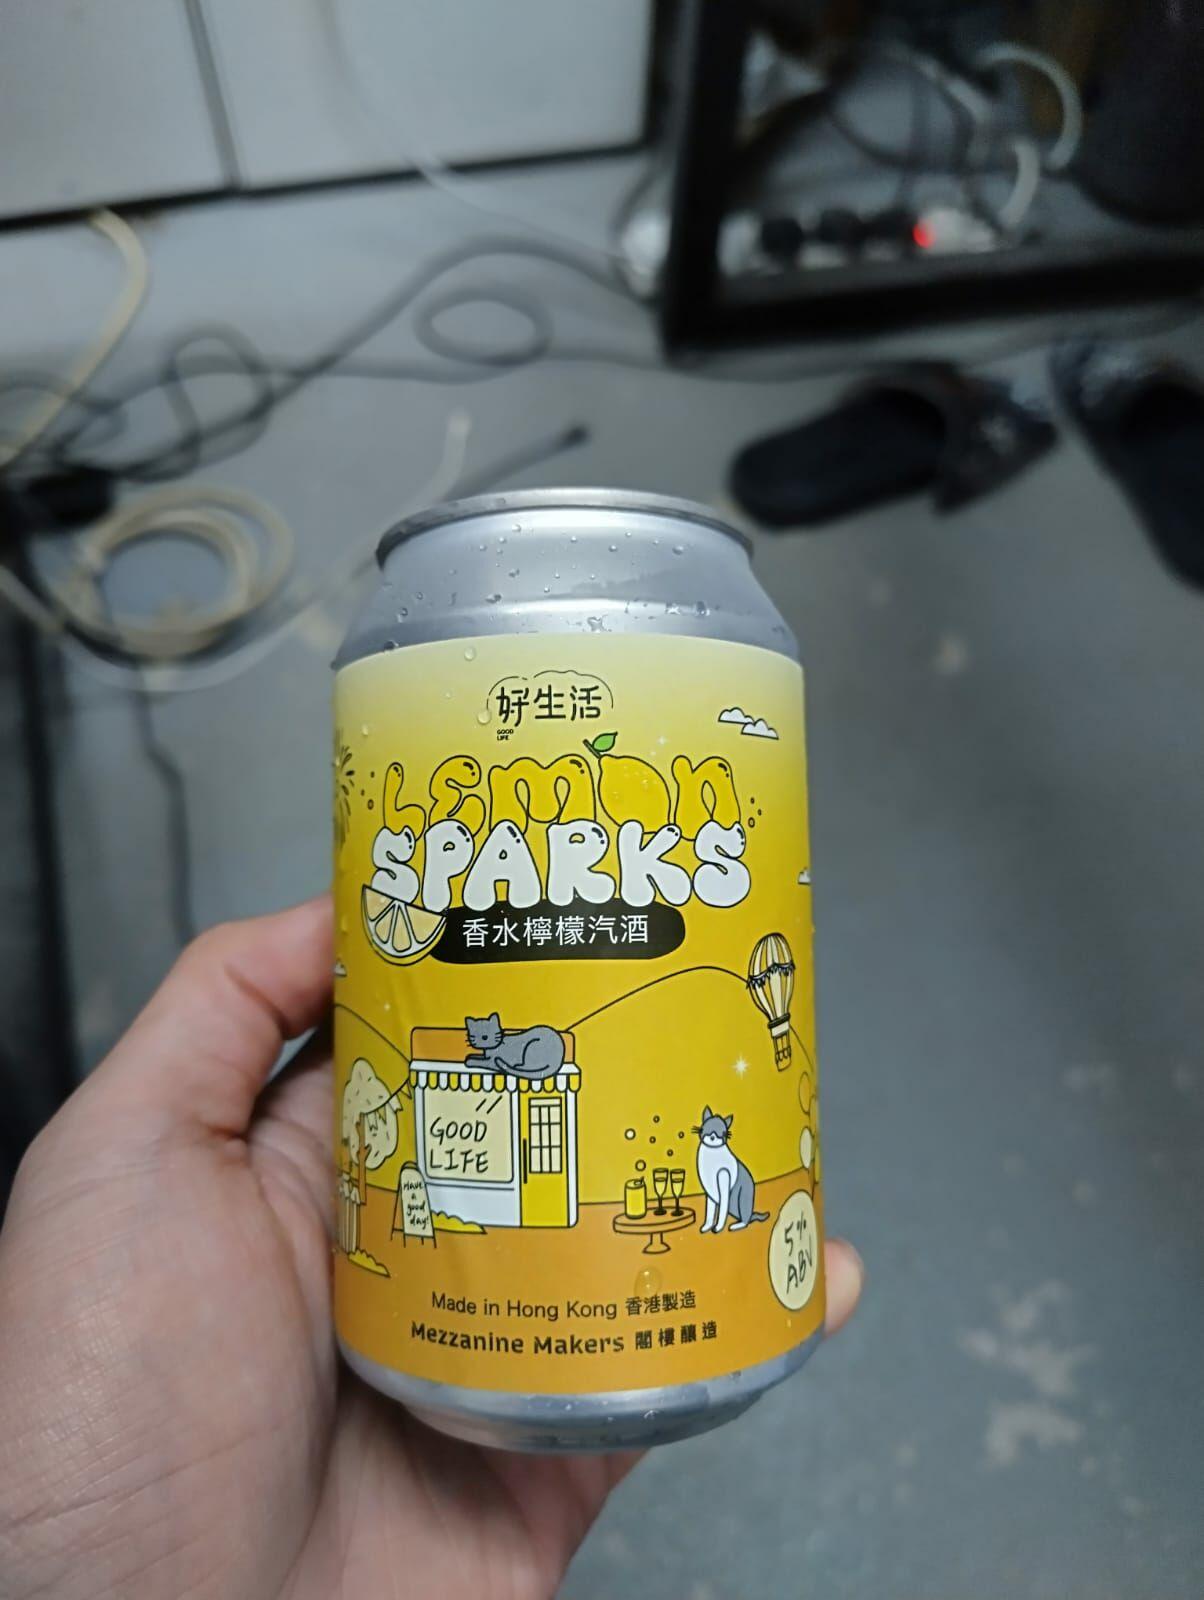 好生活
GOOD
LIFE
LEMON
SPARKS
香水檸檬汽酒
GOOD
LIFE
Have
a
good
day!
5%
ABV
Made in Hong Kong 香港製造
Mezzanine Makers 閣樓釀造